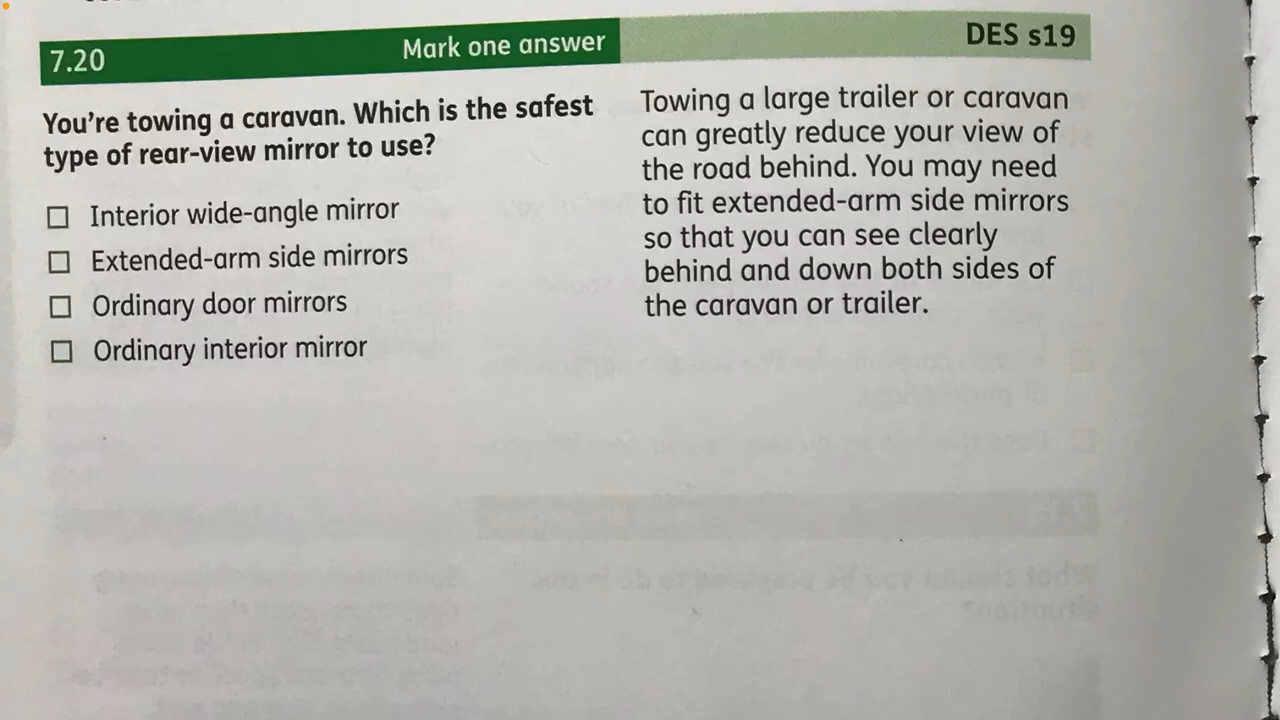 7.20 Mark one answer DES s19
You're towing a caravan. Which is the safest
type of rear-view mirror to use?
Interior wide-angle mirror
Extended-arm side mirrors
Ordinary door mirrors
Ordinary interior mirror
Towing a large trailer or caravan
can greatly reduce your view of
the road behind. You may need
to fit extended-arm side mirrors
so that you can see clearly
behind and down both sides of
the caravan or trailer.